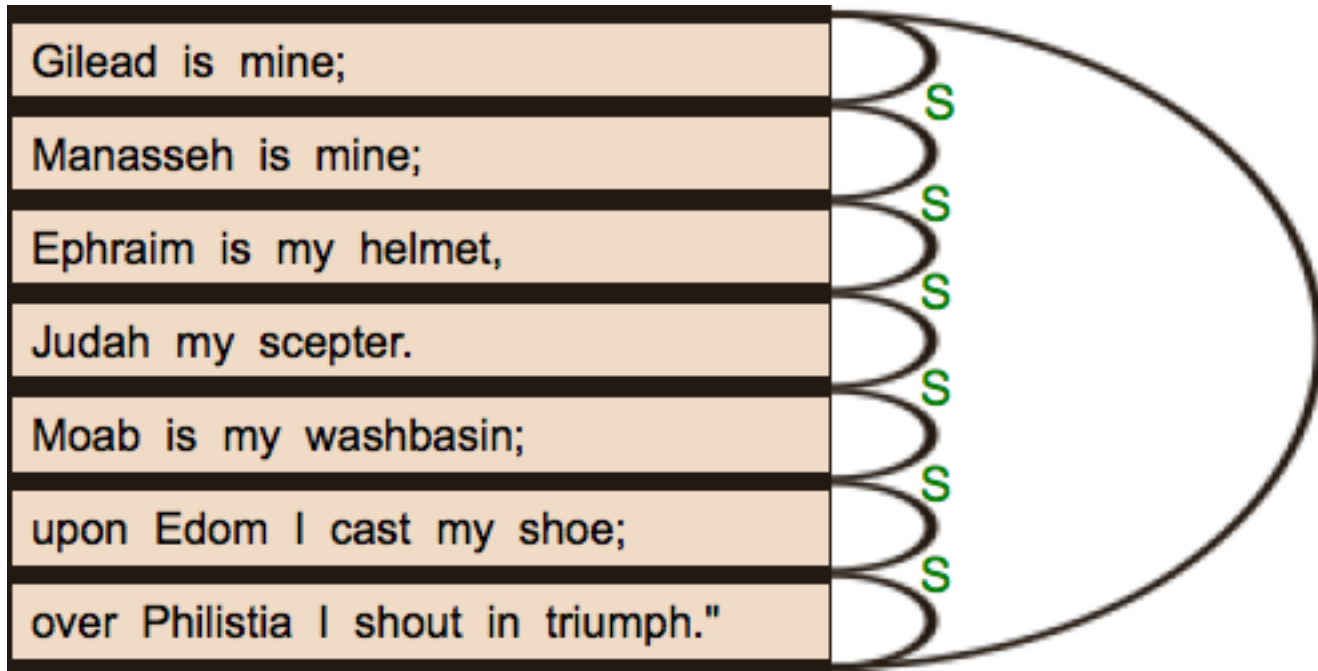 Gilead is mine;
S
Manasseh is mine;
S
Ephraim is my helmet,
S
Judah my scepter.
S
Moab is my washbasin;
S
upon Edom I cast my shoe;
S
over Philistia I shout in triumph."